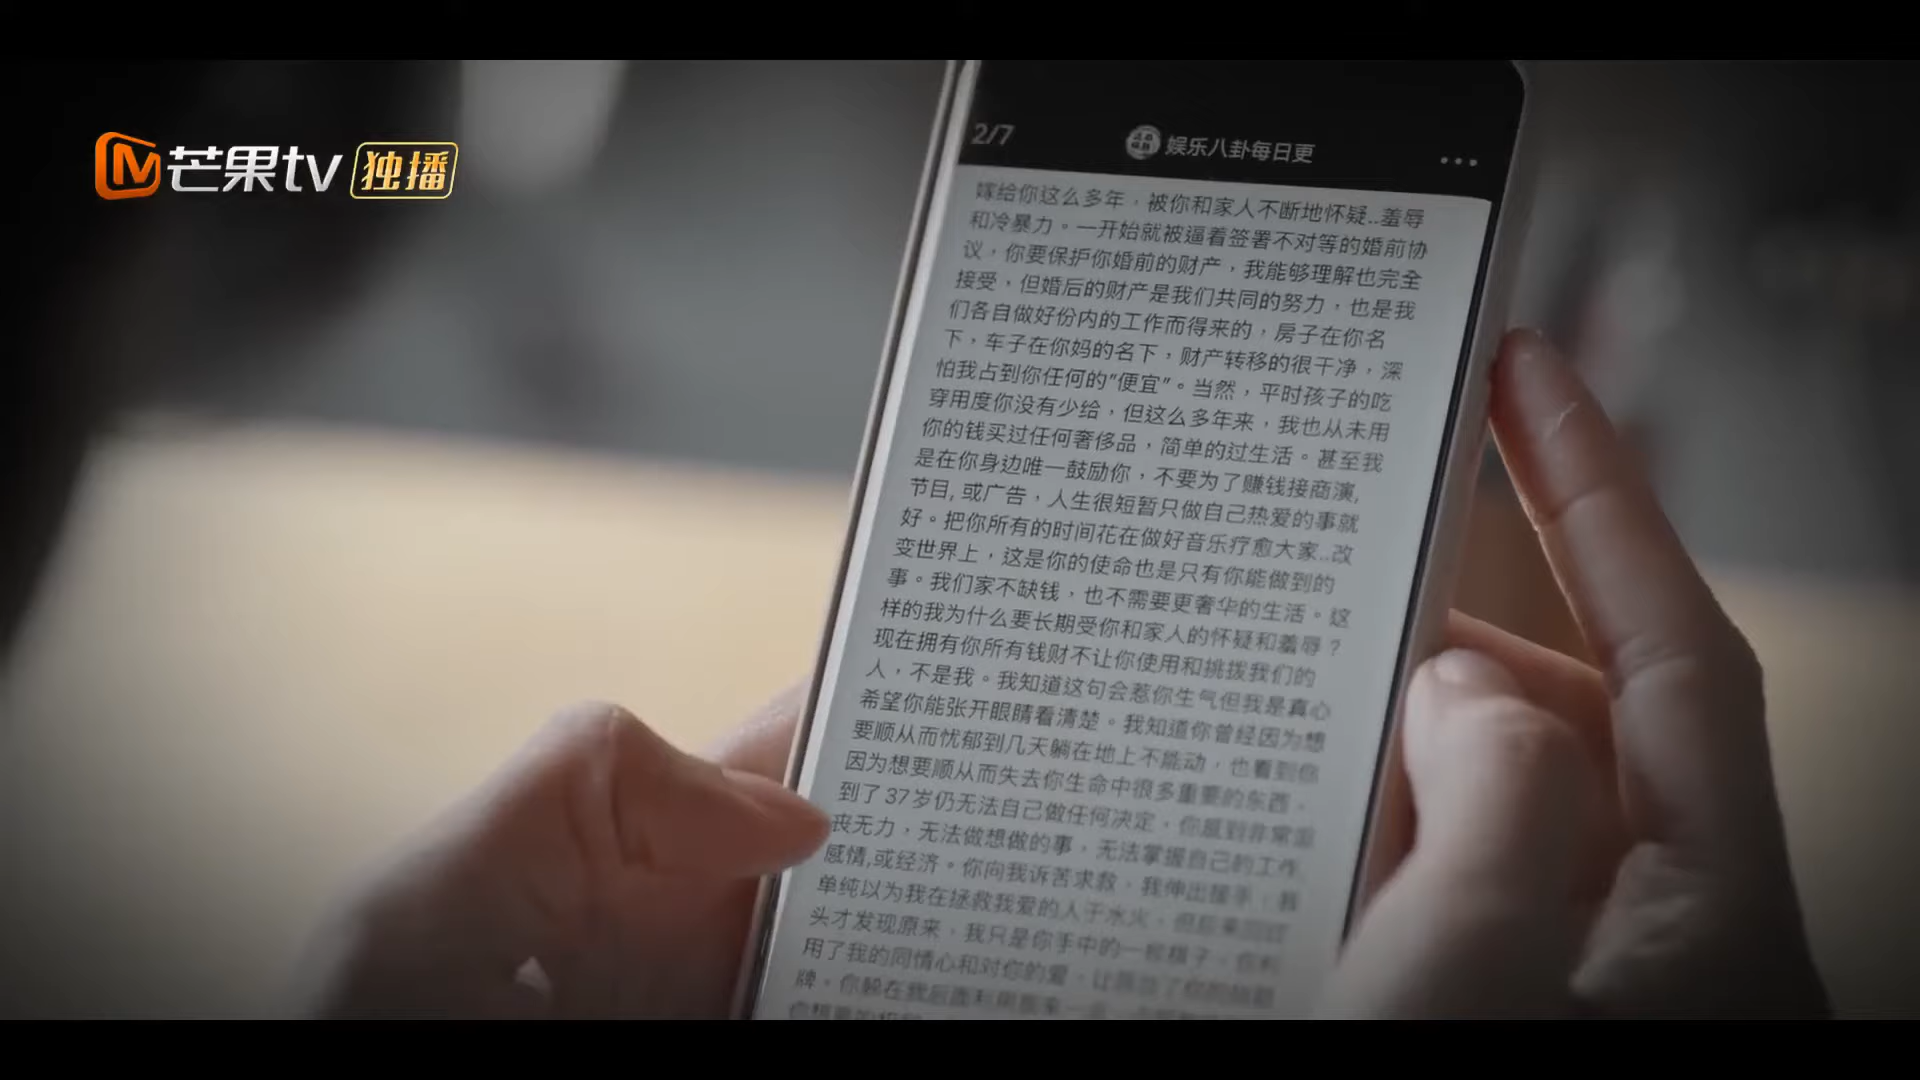 芒果tv 独播
2/7 娱乐八卦每日更
嫁给你这么多年，被你和家人不断地怀疑..羞辱
和冷暴力。一开始就被逼着签署不对等的婚前协
议，你要保护你婚前的财产，我能够理解也完全
接受，但婚后的财产是我们共同的努力，也是我
们各自做好份内的工作而得来的，房子在你名
下，车子在你妈的名下，财产转移的很干净，深
怕我占到你任何的"便宜"。当然，平时孩子的吃
穿用度你没有少给，但这么多年来，我也从未用
你的钱买过任何奢侈品，简单的过生活。甚至我
是在你身边唯一鼓励你，不要为了赚钱接商演,
节目, 或广告，人生很短暂只做自己热爱的事就
好。把你所有的时间花在做好音乐疗愈大家..改
变世界上，这是你的使命也是只有你能做到的
事。我们家不缺钱，也不需要更奢华的生活。这
样的我为什么要长期受你和家人的怀疑和羞辱？
现在拥有你所有钱财不让你使用和挑拨我们的
人，不是我。我知道这句会惹你生气但我是真心
希望你能张开眼睛看清楚。我知道你曾经因为想
要顺从而忧郁到几天躺在地上不能动，也看到你
因为想要顺从而失去你生命中很多重要的东西。
到了37岁仍无法自己做任何决定，你感到非常
丧无力，无法做想做的事，无法掌握自己的工作,
感情,或经济。你向我诉苦求救，我伸出援手，我
单纯以为我在拯救我爱的人于水火，但后来
头才发现原来，我只是你手中的一枚棋子，你利
用了我的同情心和对你的爱，让我当了你的
牌。你躲在我后面利用我来